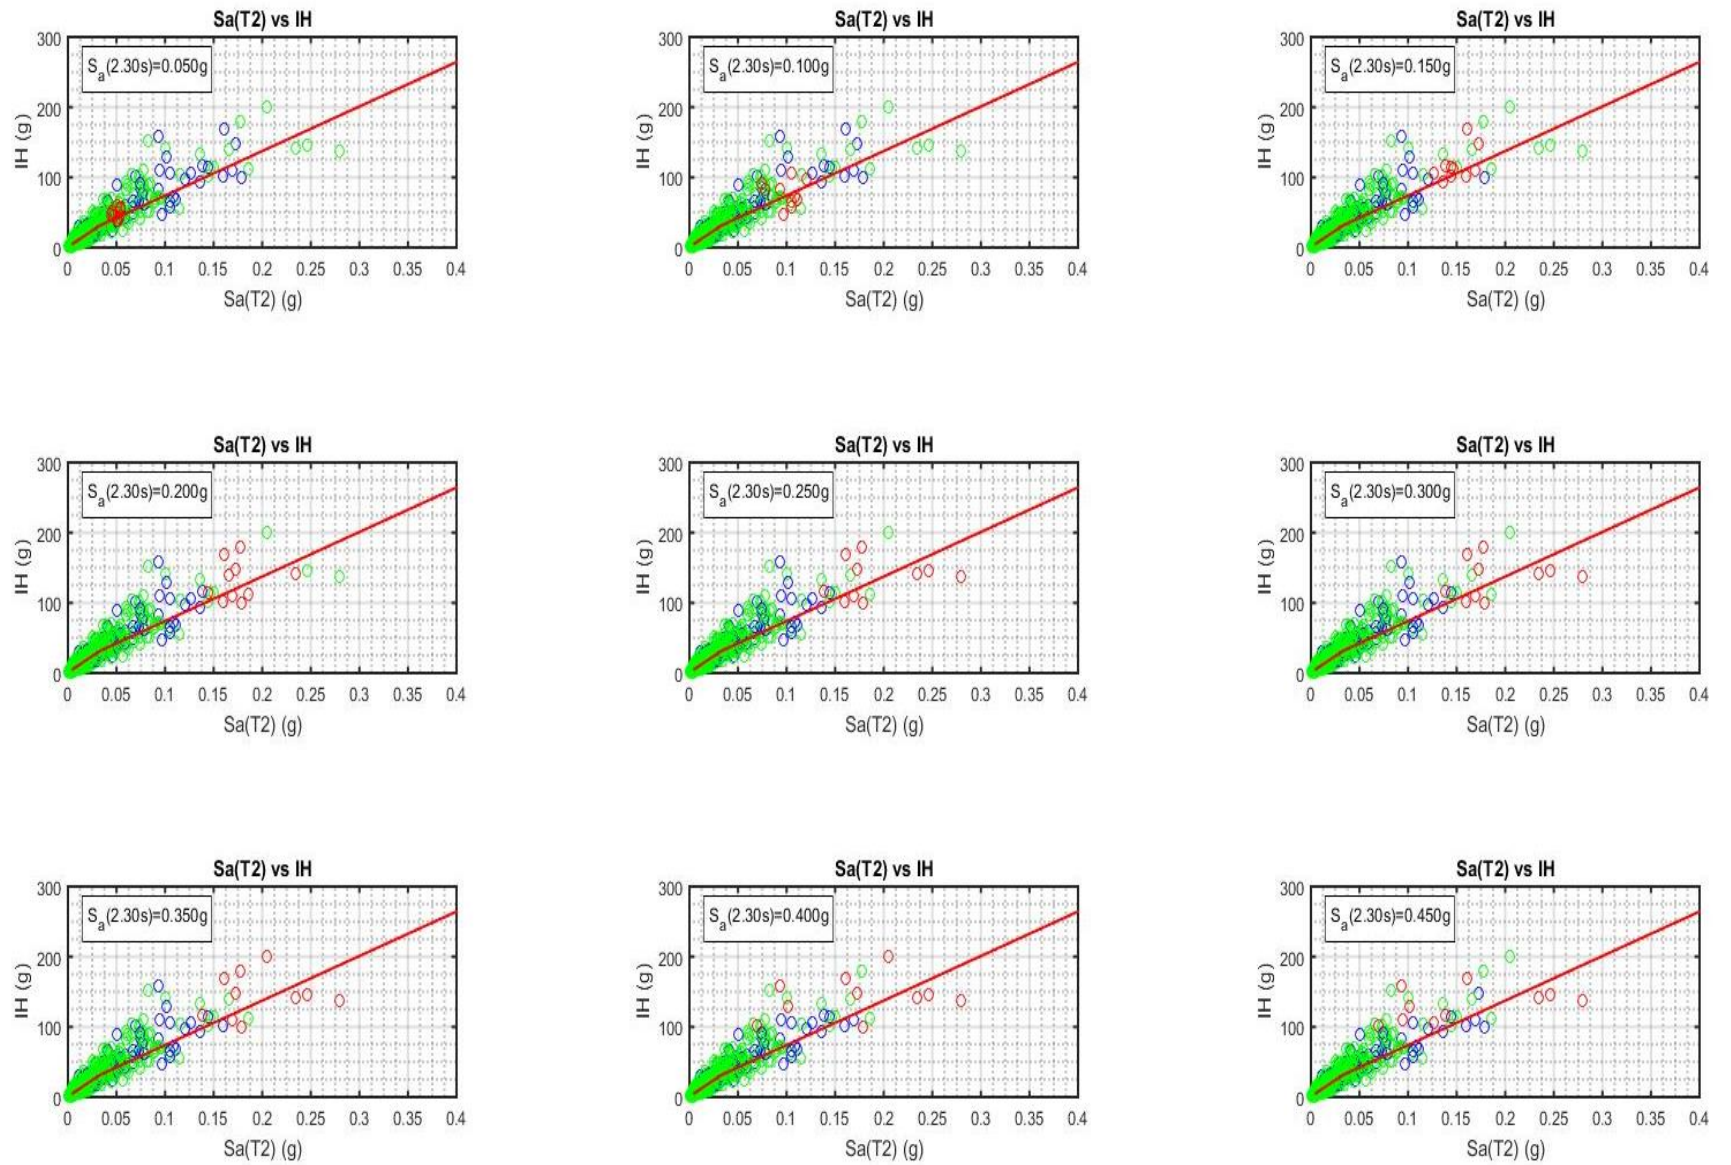 Sa(T2) vs IH
300
200
100
0
IH (g)
Sa(2.30s)=0.050g
0 0.05 0.1 0.15 0.2 0.25 0.3 0.35 0.4
Sa(T2) (g)
Sa(T2) vs IH
300
200
100
0
IH (g)
Sa(2.30s)=0.100g
0 0.05 0.1 0.15 0.2 0.25 0.3 0.35 0.4
Sa(T2) (g)
Sa(T2) vs IH
300
200
100
0
IH (g)
Sa(2.30s)=0.150g
0 0.05 0.1 0.15 0.2 0.25 0.3 0.35 0.4
Sa(T2) (g)
Sa(T2) vs IH
300
200
100
0
IH (g)
Sa(2.30s)=0.200g
0 0.05 0.1 0.15 0.2 0.25 0.3 0.35 0.4
Sa(T2) (g)
Sa(T2) vs IH
300
200
100
0
IH (g)
Sa(2.30s)=0.250g
0 0.05 0.1 0.15 0.2 0.25 0.3 0.35 0.4
Sa(T2) (g)
Sa(T2) vs IH
300
200
100
0
IH (g)
Sa(2.30s)=0.300g
0 0.05 0.1 0.15 0.2 0.25 0.3 0.35 0.4
Sa(T2) (g)
Sa(T2) vs IH
300
200
100
0
IH (g)
Sa(2.30s)=0.350g
0 0.05 0.1 0.15 0.2 0.25 0.3 0.35 0.4
Sa(T2) (g)
Sa(T2) vs IH
300
200
100
0
IH (g)
Sa(2.30s)=0.400g
0 0.05 0.1 0.15 0.2 0.25 0.3 0.35 0.4
Sa(T2) (g)
Sa(T2) vs IH
300
200
100
0
IH (g)
Sa(2.30s)=0.450g
0 0.05 0.1 0.15 0.2 0.25 0.3 0.35 0.4
Sa(T2) (g)